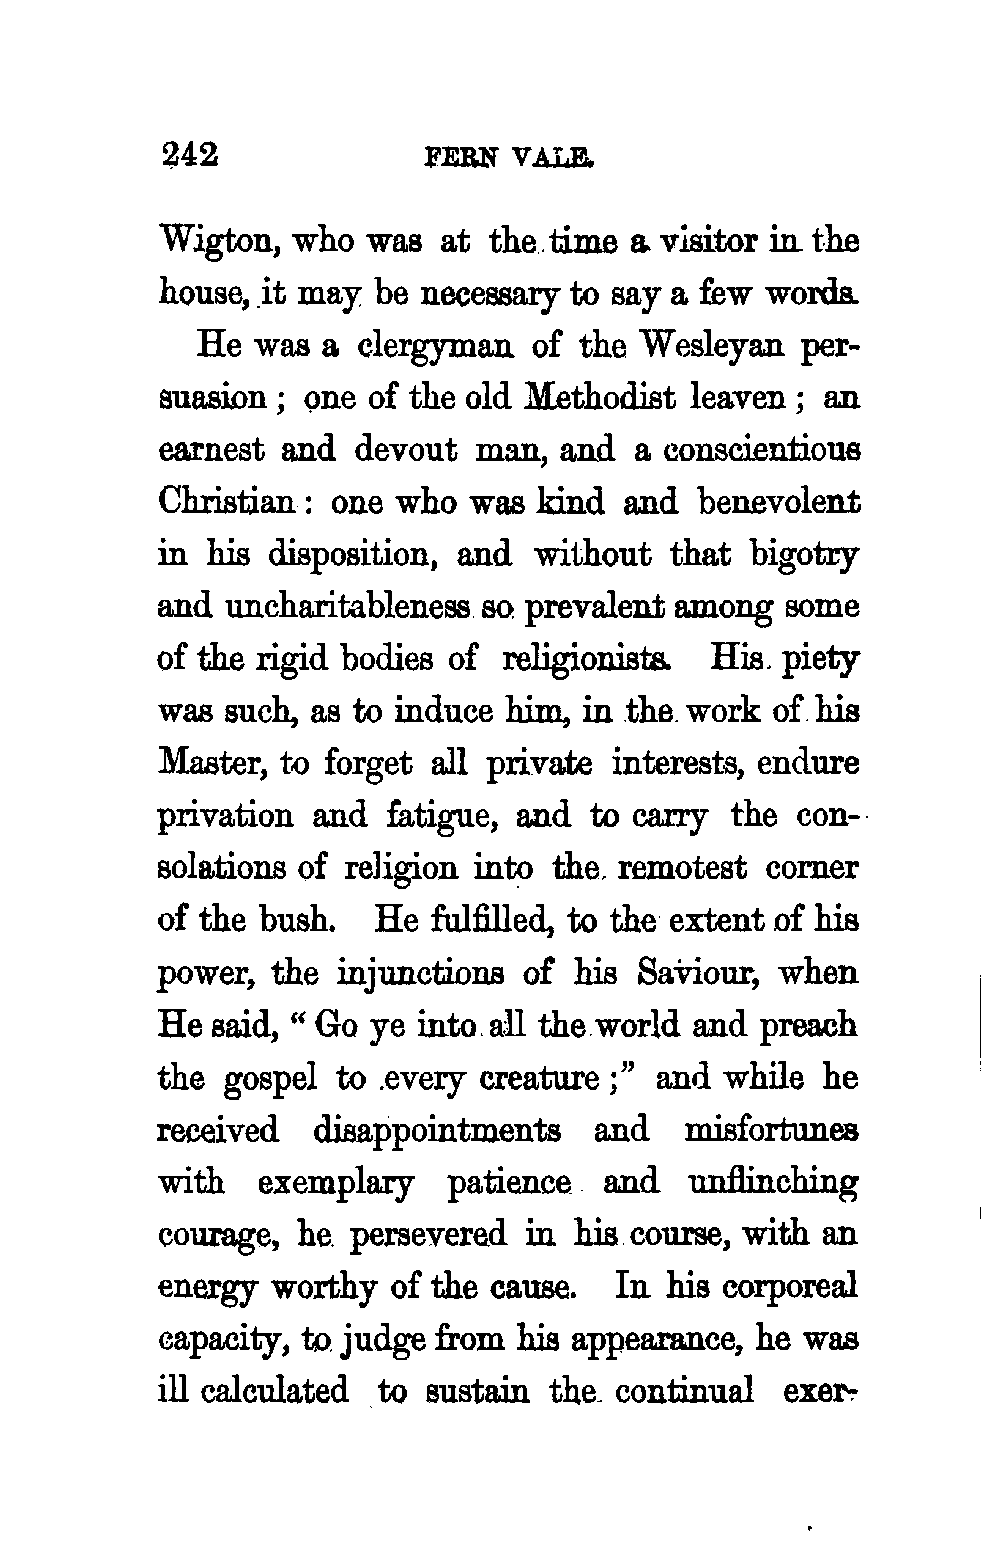 242 FERN VALE.
Wigton, who was at the time a visitor in the
house, it may be necessary to say a few words.
He was a clergyman of the Wesleyan per-
suasion ; one of the old Methodist leaven ; an
earnest and devout man, and a conscientious
Christian : one who was kind and benevolent
in his disposition, and without that bigotry
and uncharitableness so prevalent among some
of the rigid bodies of religionists. His piety
was such, as to induce him, in the work of his
Master, to forget all private interests, endure
privation and fatigue, and to carry the con-
solations of religion into the remotest corner
of the bush. He fulfilled, to the extent of his
power, the injunctions of his Saviour, when
He said, “ Go ye into all the world and preach
the gospel to every creature ;” and while he
received disappointments and misfortunes
with exemplary patience and unflinching
courage, he persevered in his course, with an
energy worthy of the cause. In his corporeal
capacity, to judge from his appearance, he was
ill calculated to sustain the continual exer-